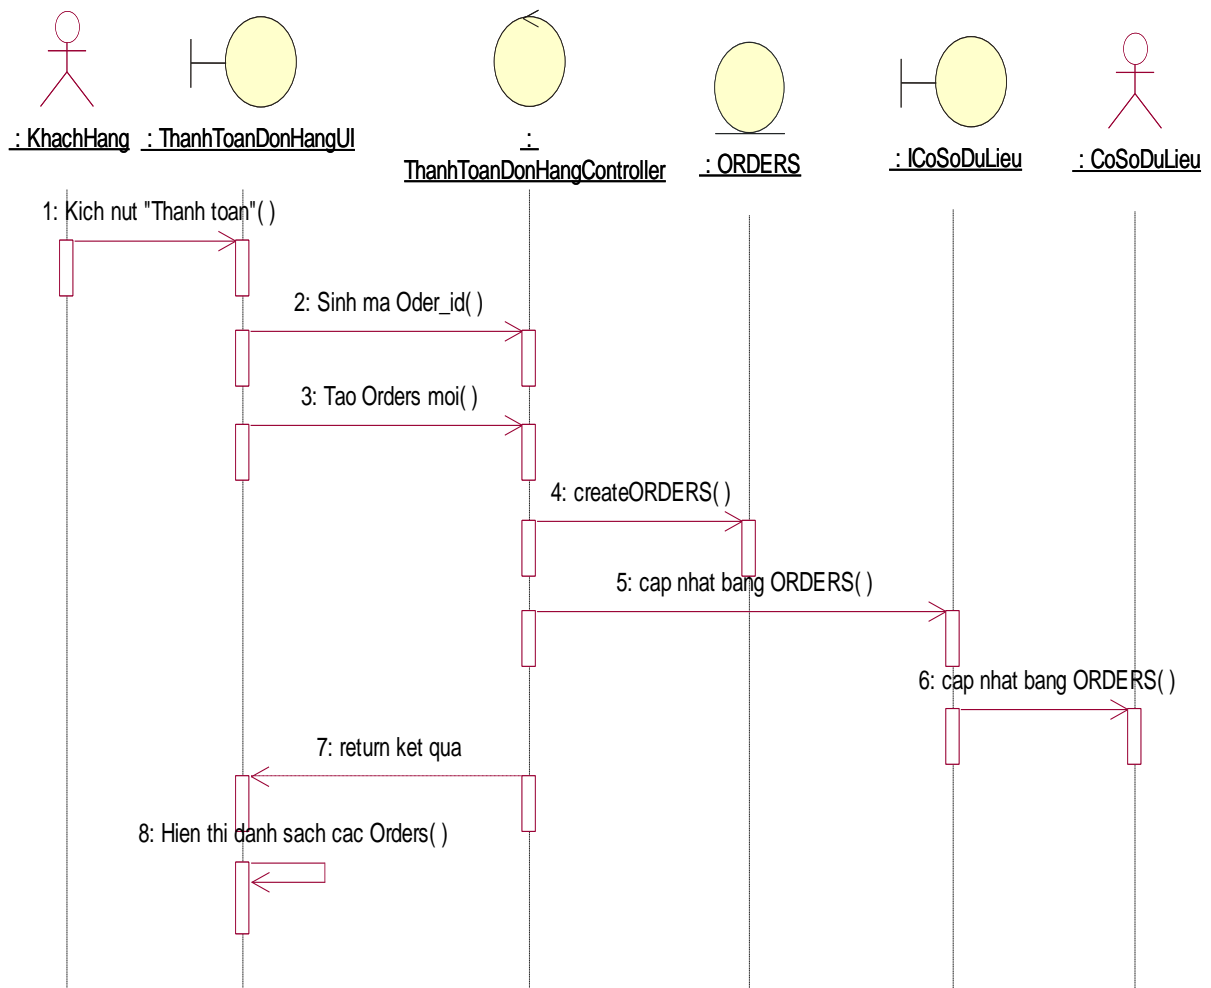 : KhachHang
: ThanhToanDonHangUI
:
ThanhToanDonHangController
: ORDERS
: ICoSoDuLieu
: CoSoDuLieu
1: Kich nut "Thanh toan"( )
2: Sinh ma Oder_id( )
3: Tao Orders moi( )
4: createORDERS( )
5: cap nhat bang ORDERS( )
6: cap nhat bang ORDERS( )
7: return ket qua
8: Hien thi danh sach cac Orders( )